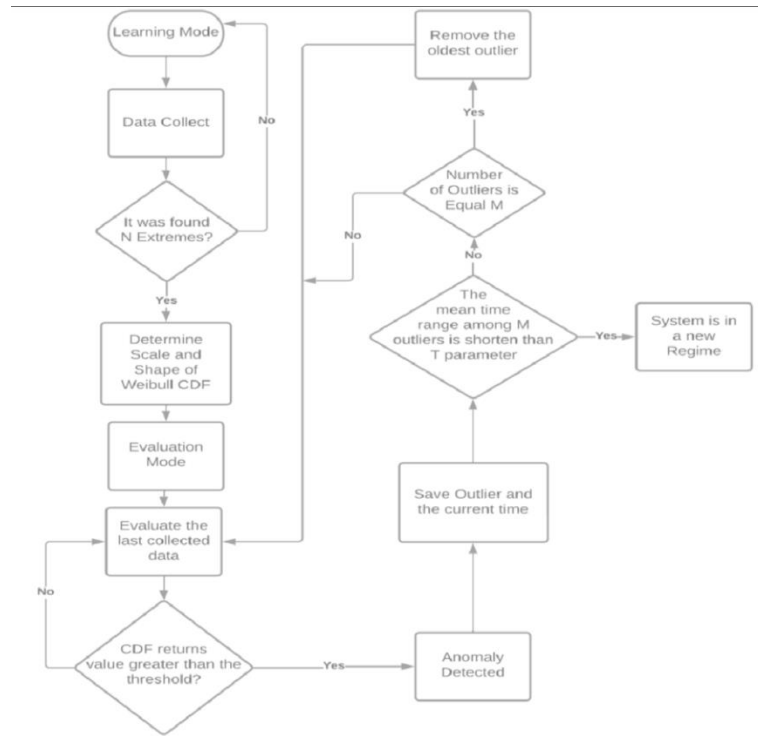 Learning Mode
Data Collect
No
It was found
N Extremes?
Yes
Determine
Scale and
Shape of
Weibull CDF
Evaluation
Mode
Evaluate the
last collected
data
No
CDF returns
value greater than the
threshold?
Yes
Anomaly
Detected
Save Outlier and
the current time
The
mean time
range among M
outliers is shorten than
T parameter
Yes
System is in
a new
Regime
No
Number
of Outliers is
Equal M
No
Yes
Remove the
oldest outlier